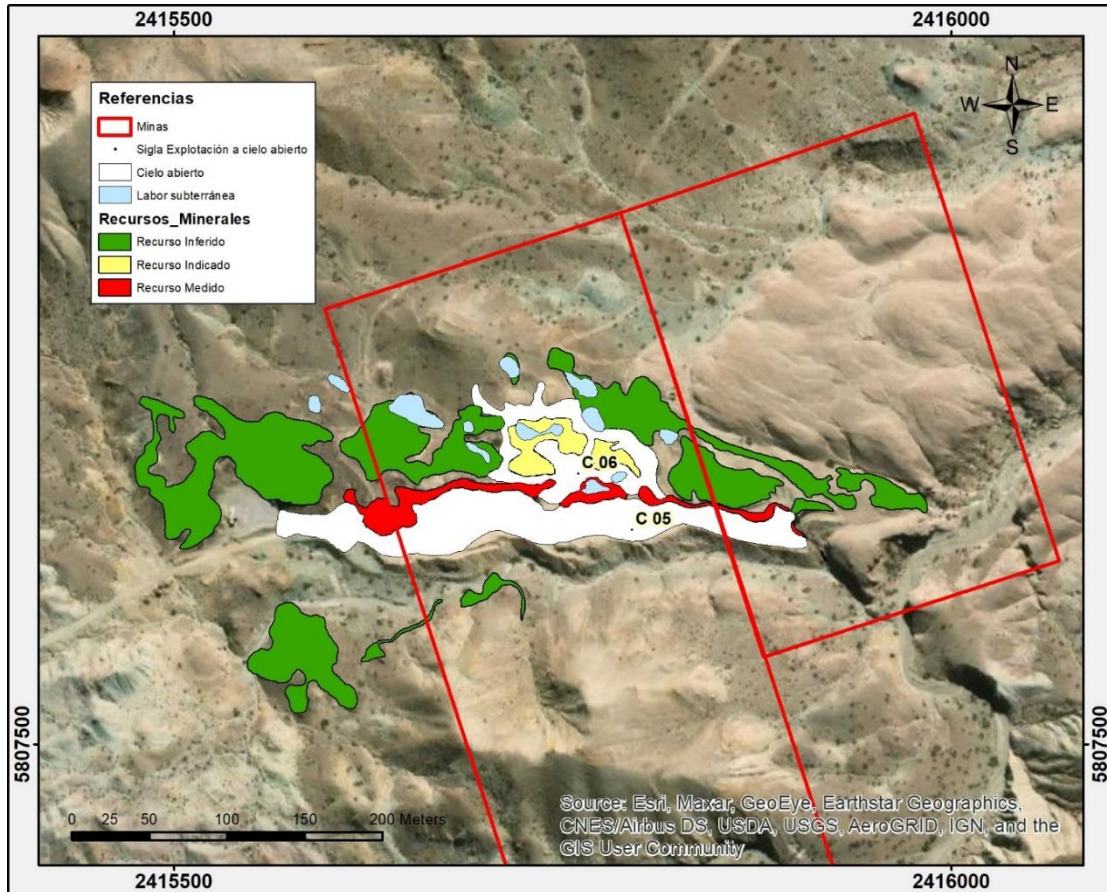 2415500
2416000
N
W
E
S
Referencias
Minas
Sigla Explotación a cielo abierto
Cielo abierto
Labor subterránea
Recursos_Minerales
Recurso Inferido
Recurso Indicado
Recurso Medido
C 06
C 05
5807500
5807500
0
25
50
100
150
200 Meters
Source: Esri, Maxar, GeoEye, Earthstar Geographics,
CNES/Airbus DS, USDA, USGS, AeroGRID, IGN, and the
GIS User Community
2415500
2416000